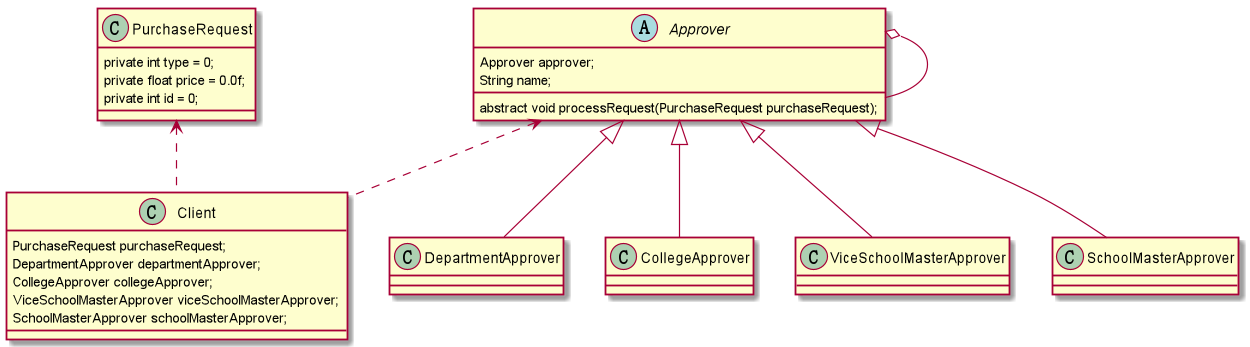 C PurchaseRequest
private int type = 0;
private float price = 0.0f;
private int id = 0;
A Approver
Approver approver;
String name;
abstract void processRequest(PurchaseRequest purchaseRequest);
C Client
PurchaseRequest purchaseRequest;
DepartmentApprover departmentApprover;
CollegeApprover collegeApprover;
ViceSchoolMasterApprover viceSchoolMasterApprover;
SchoolMasterApprover schoolMasterApprover;
C DepartmentApprover
C CollegeApprover
C ViceSchoolMasterApprover
C SchoolMasterApprover